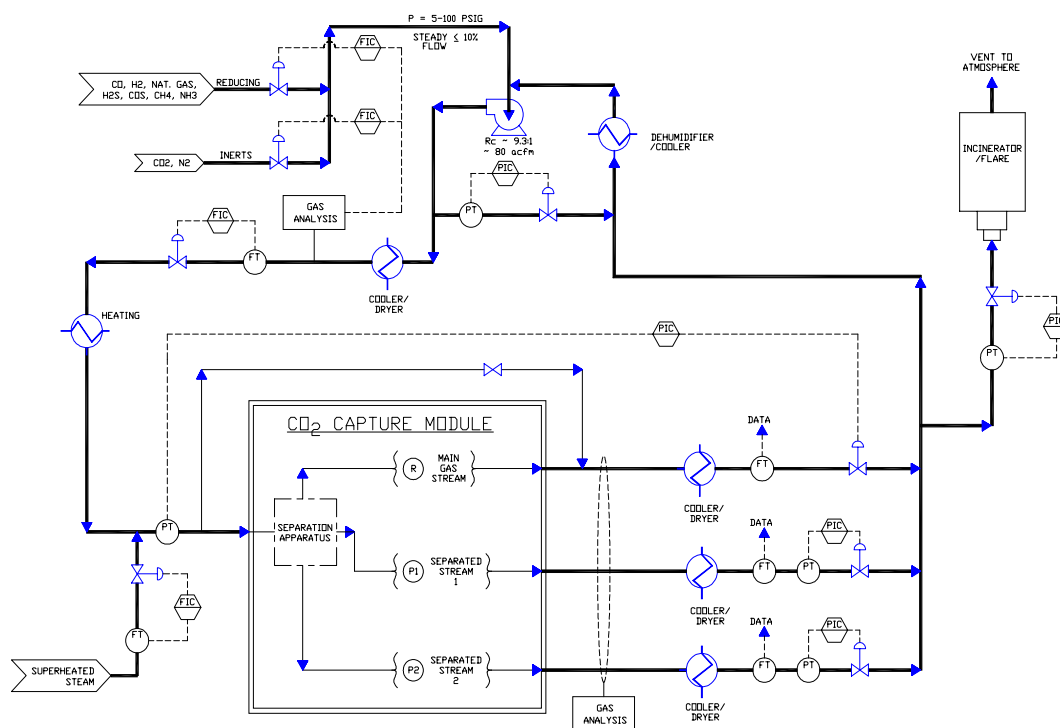 P = 5-100 PSIG
STEADY ≤ 10%
FLOW
FIC
CO, H2, NAT. GAS,
H2S, COS, CH4, NH3
REDUCING
FIC
CO2, N2
INERTS
Rc ~ 9.3:1
~ 80 acfm
DEHUMIDIFIER
/COOLER
VENT TO
ATMOSPHERE
INCINERATOR
/FLARE
PIC
PT
GAS
ANALYSIS
FIC
FT
COOLER/
DRYER
HEATING
PIC
PIC
PT
CO2 CAPTURE MODULE
R
MAIN
GAS
STREAM
SEPARATION
APPARATUS
P1
SEPARATED
STREAM
1
P2
SEPARATED
STREAM
2
PT
FIC
FT
SUPERHEATED
STEAM
DATA
FT
COOLER/
DRYER
DATA
FT
PT
PIC
COOLER/
DRYER
DATA
FT
PT
PIC
COOLER/
DRYER
GAS
ANALYSIS